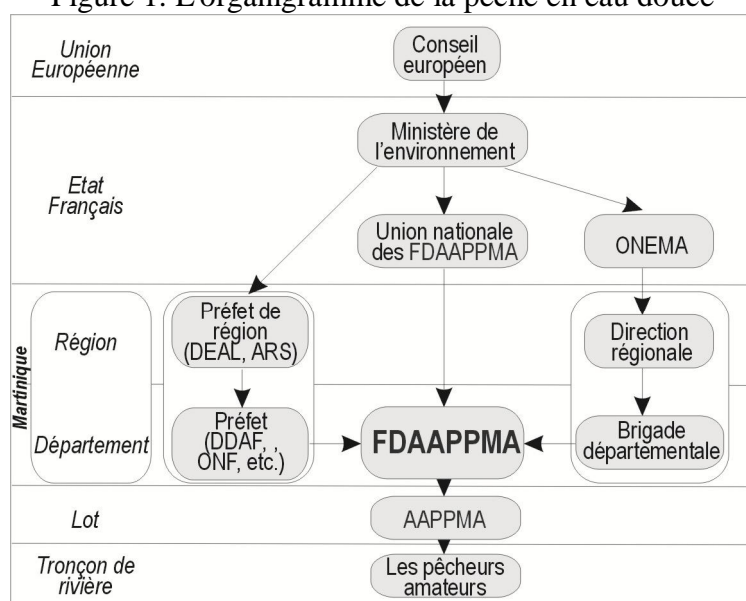 Figure 1: L'organigramme de la pêche en eau douce
Union
Européenne
Conseil
européen
Ministère de
l'environnement
Etat
Français
Union nationale
des FDAAPPMA
ONEMA
Martinique
Région
Préfet de
région
(DEAL, ARS)
Direction
régionale
Département
Préfet
(DDAF, ,
ONF, etc.)
FDAAPPMA
Brigade
départementale
Lot
AAPPMA
Tronçon de
rivière
Les pêcheurs
amateurs